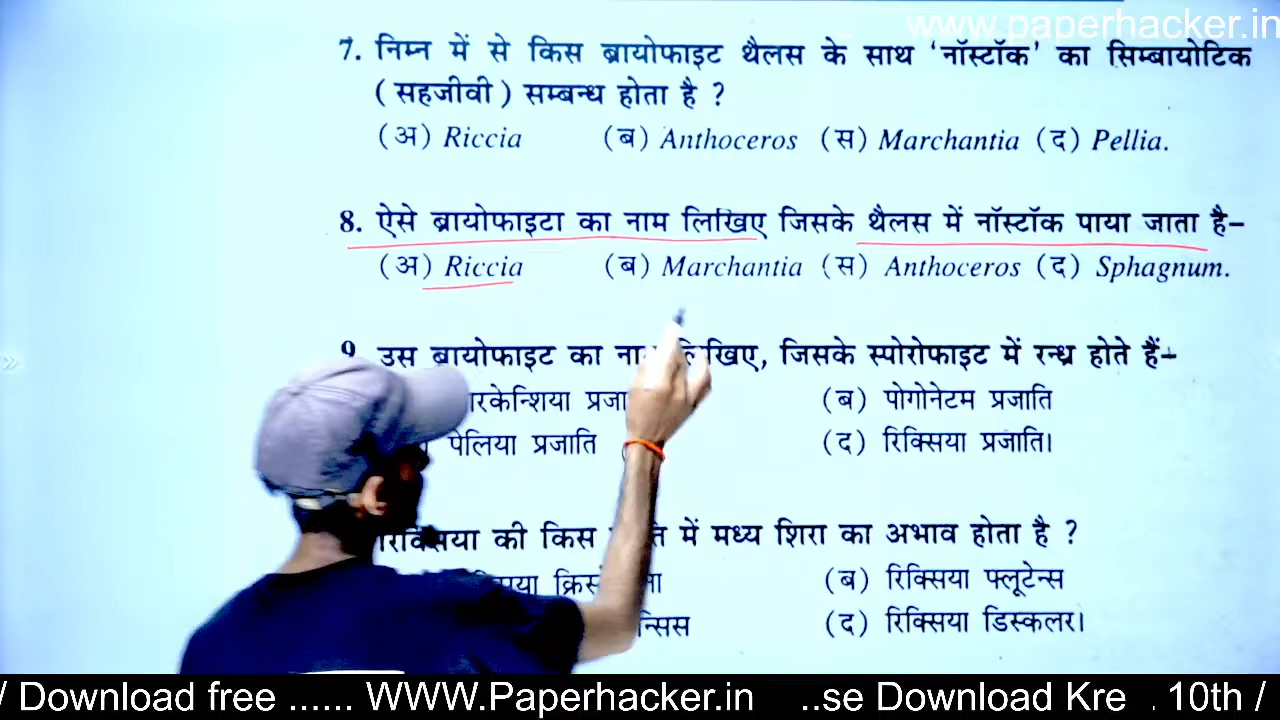 www.paperhacker.in
7. निम्न में से किस ब्रायोफाइट थैलस के साथ ‘नॉस्टॉक’ का सिम्बायोटिक
(सहजीवी) सम्बन्ध होता है ?
(अ) Riccia (ब) Anthoceros (स) Marchantia (द) Pellia.
8. ऐसे ब्रायोफाइटा का नाम लिखिए जिसके थैलस में नॉस्टॉक पाया जाता है–
(अ) Riccia (ब) Marchantia (स) Anthoceros (द) Sphagnum.
9. उस ब्रायोफाइट का लिखिए, जिसके स्पोरोफाइट में रन्ध्र होते हैं–
(ब) पोगोनेटम प्रजाति
पेलिया प्रजाति (द) रिक्सिया प्रजाति।
रिक्सिया की किस में मध्य शिरा का अभाव होता है ?
(ब) रिक्सिया फ्लूटेन्स
(द) रिक्सिया डिस्कलर।
/ Download free ...... WWW.Paperhacker.in ..se Download Kre . 10th /